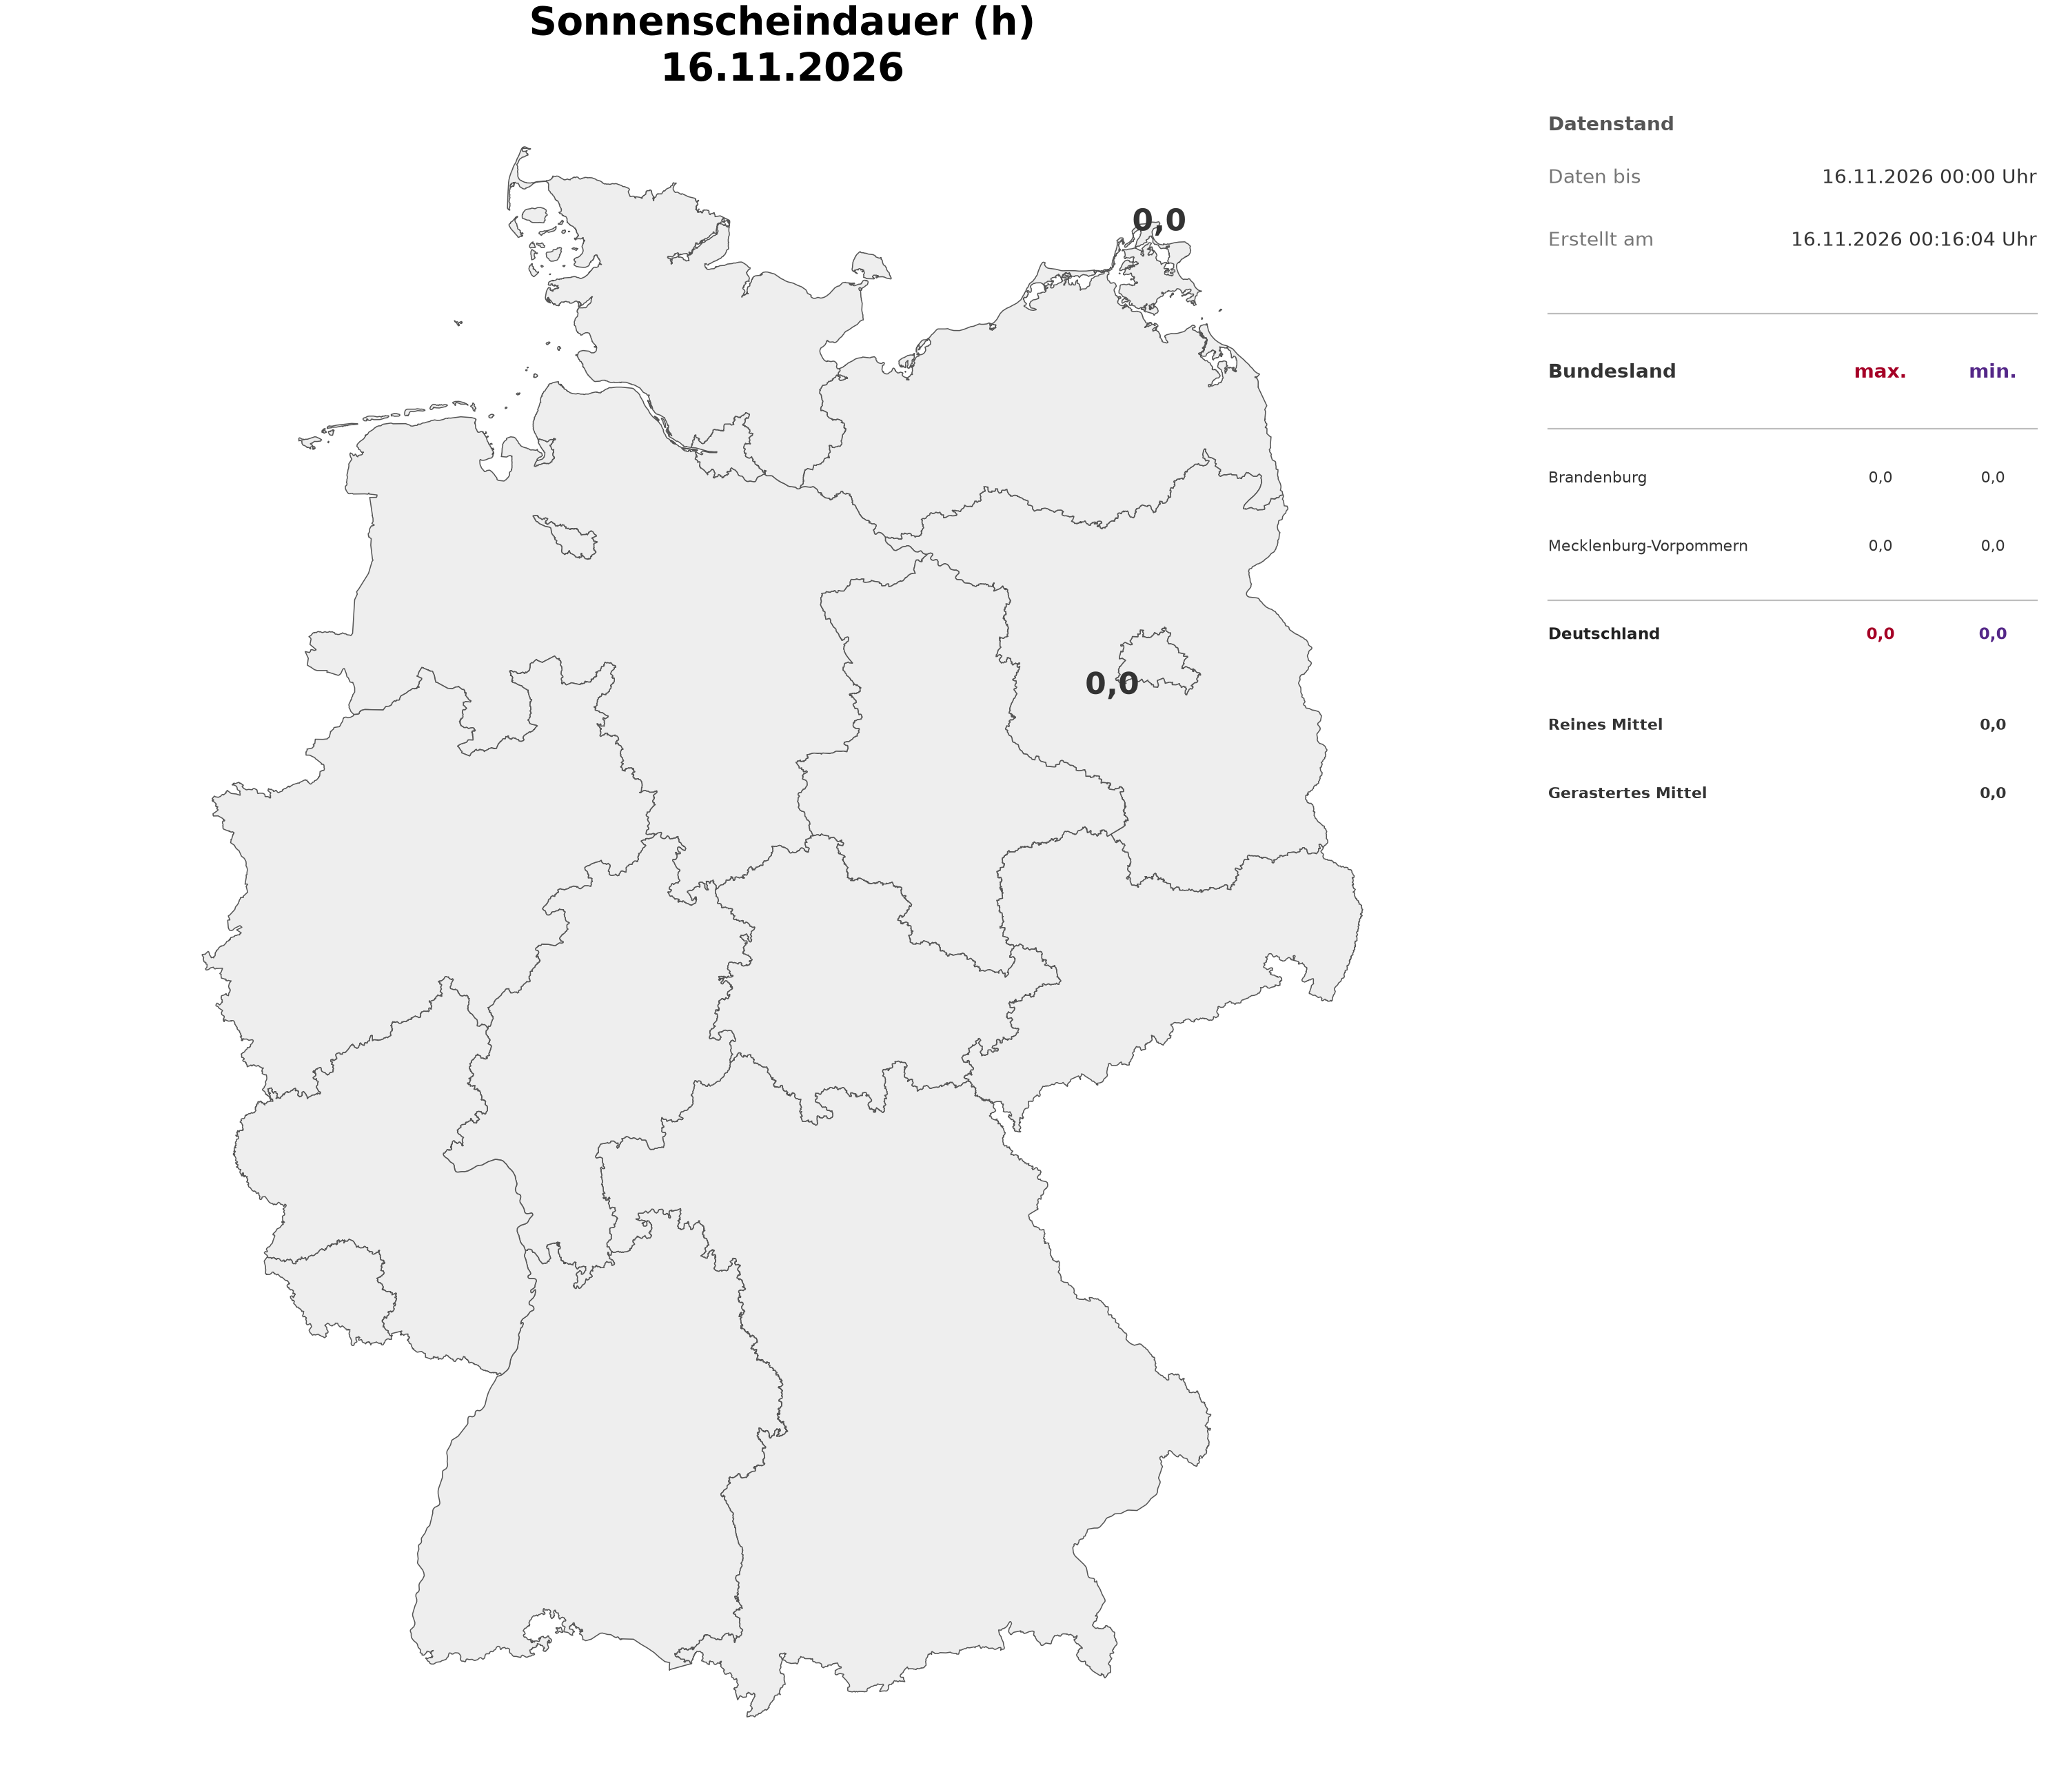 Sonnenscheindauer (h)
16.11.2026
Datenstand
Daten bis 16.11.2026 00:00 Uhr
Erstellt am 16.11.2026 00:16:04 Uhr
Bundesland max. min.
Brandenburg 0,0 0,0
Mecklenburg-Vorpommern 0,0 0,0
Deutschland 0,0 0,0
Reines Mittel 0,0
Gerastertes Mittel 0,0
0,0
0,0